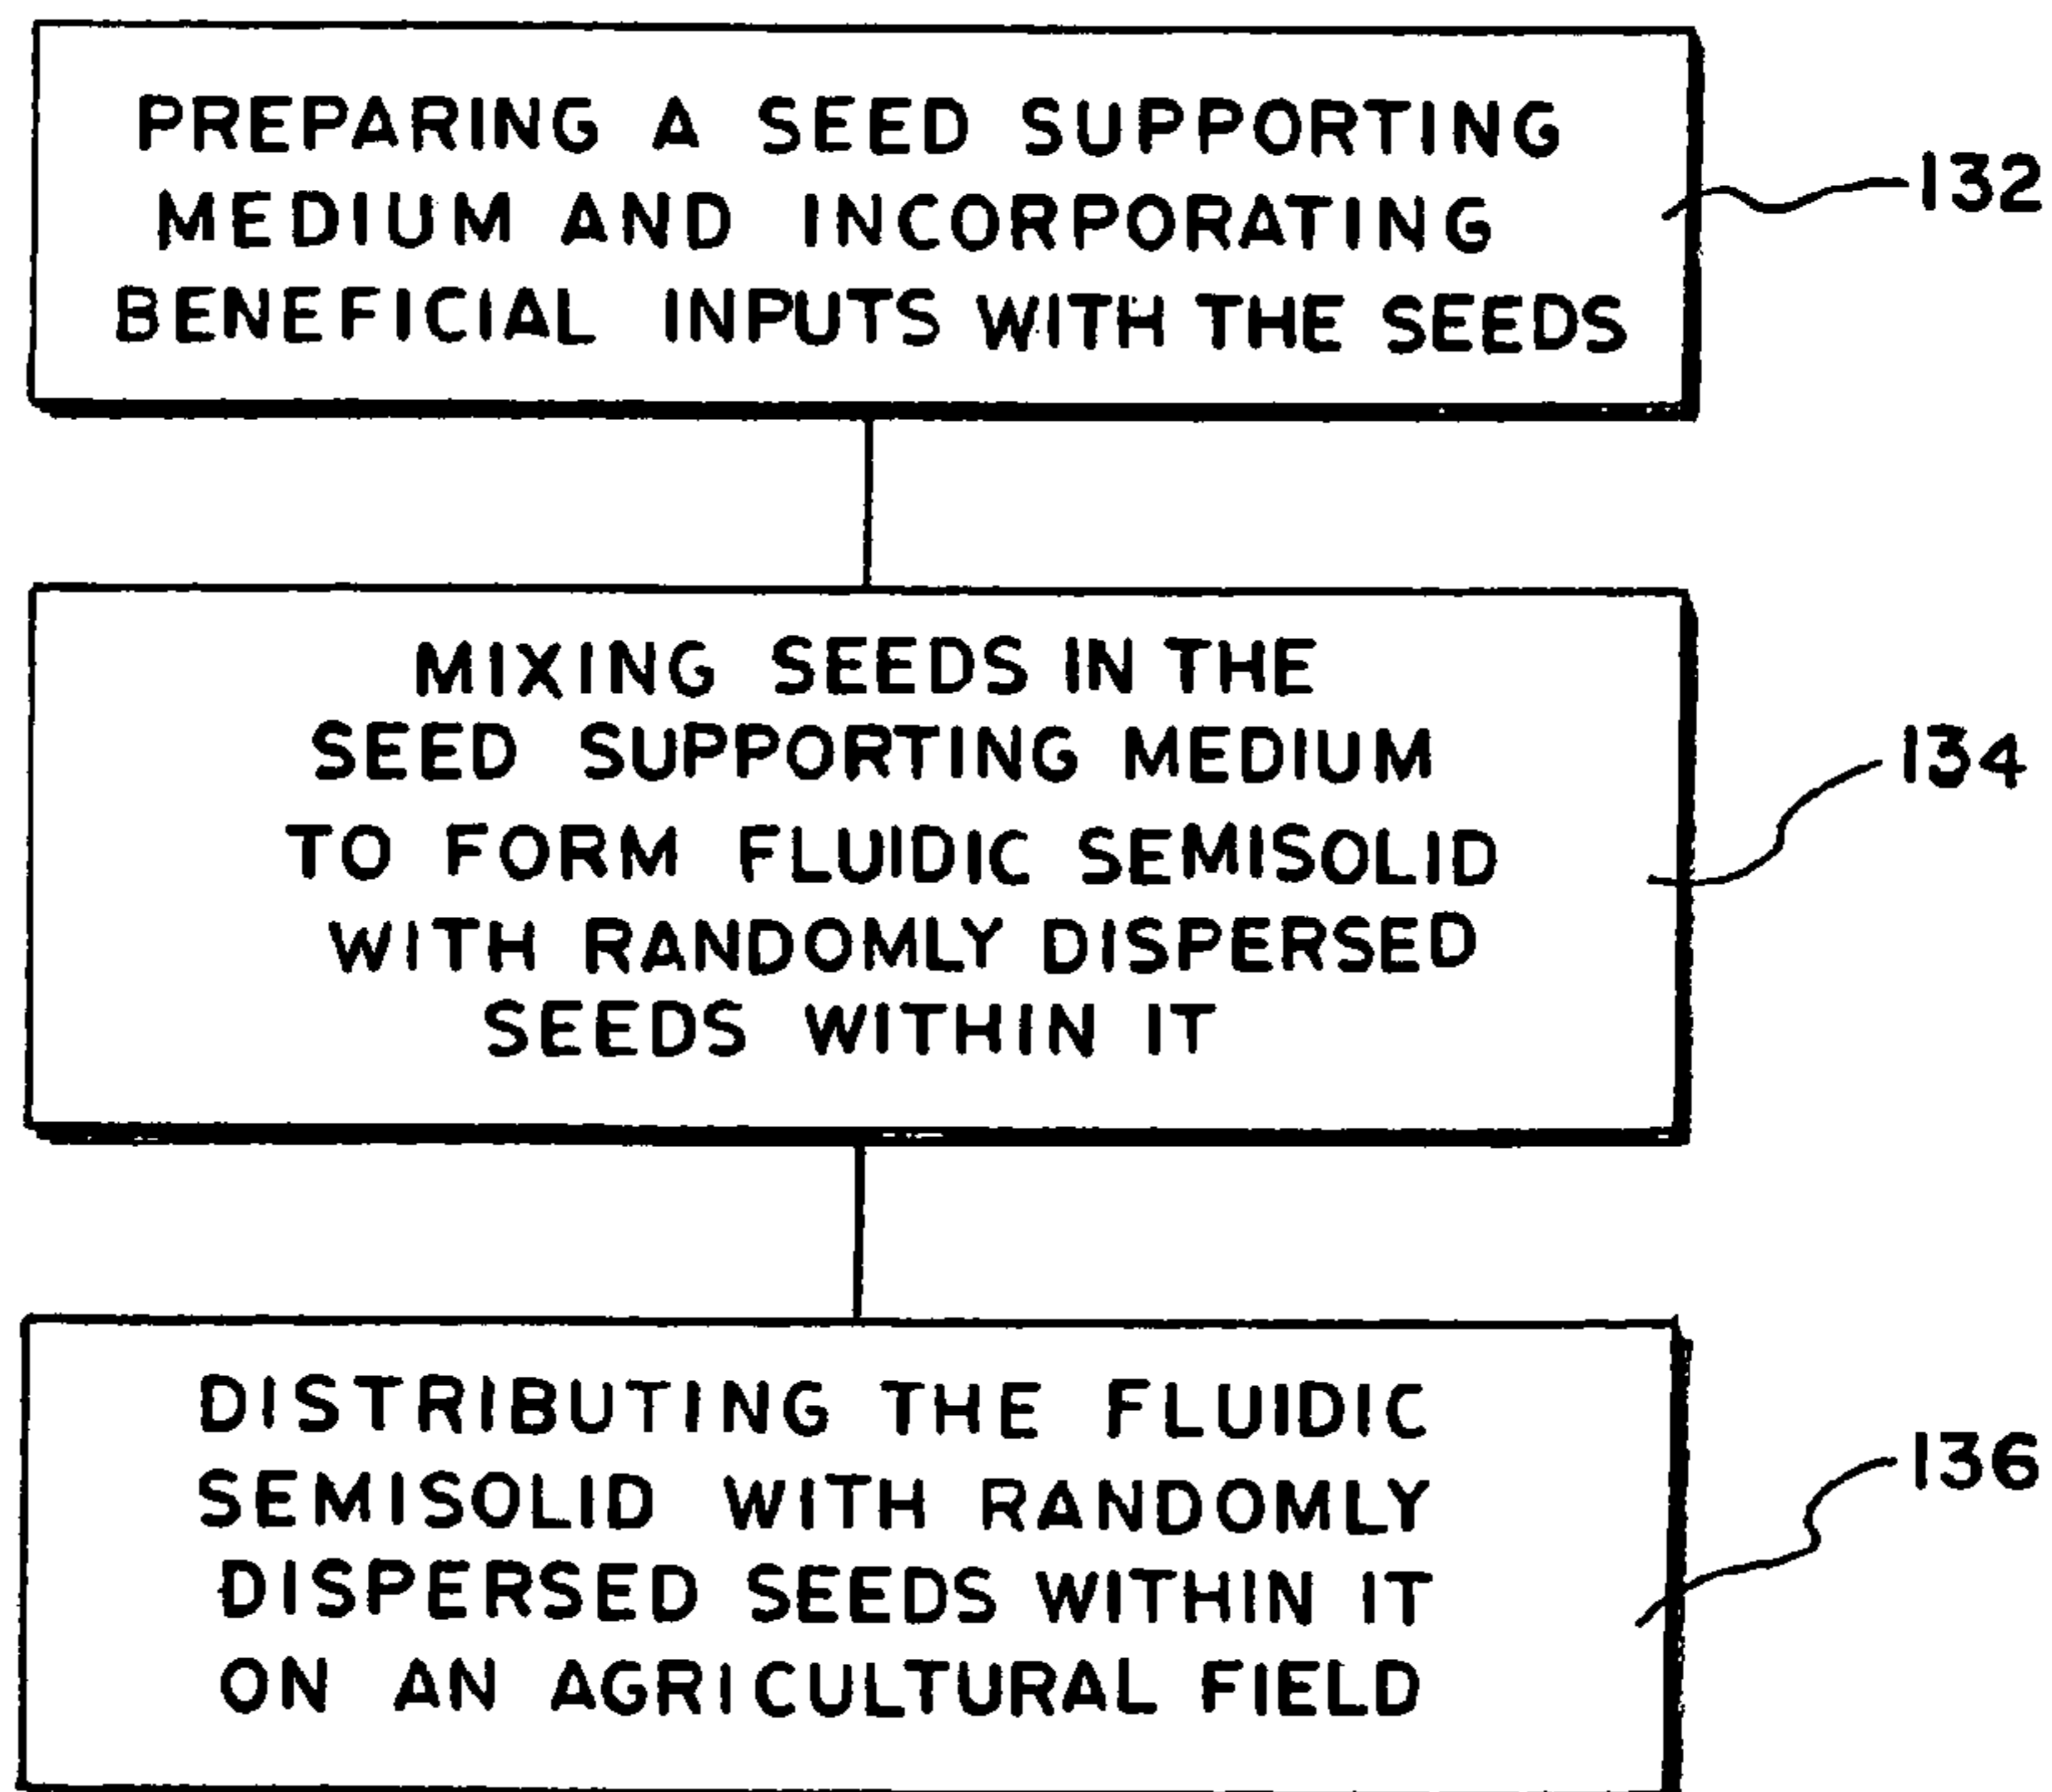 PREPARING A SEED SUPPORTING
MEDIUM AND INCORPORATING
BENEFICIAL INPUTS WITH THE SEEDS
132
MIXING SEEDS IN THE
SEED SUPPORTING MEDIUM
TO FORM FLUIDIC SEMISOLID
WITH RANDOMLY DISPERSED
SEEDS WITHIN IT
134
DISTRIBUTING THE FLUIDIC
SEMISOLID WITH RANDOMLY
DISPERSED SEEDS WITHIN IT
ON AN AGRICULTURAL FIELD
136